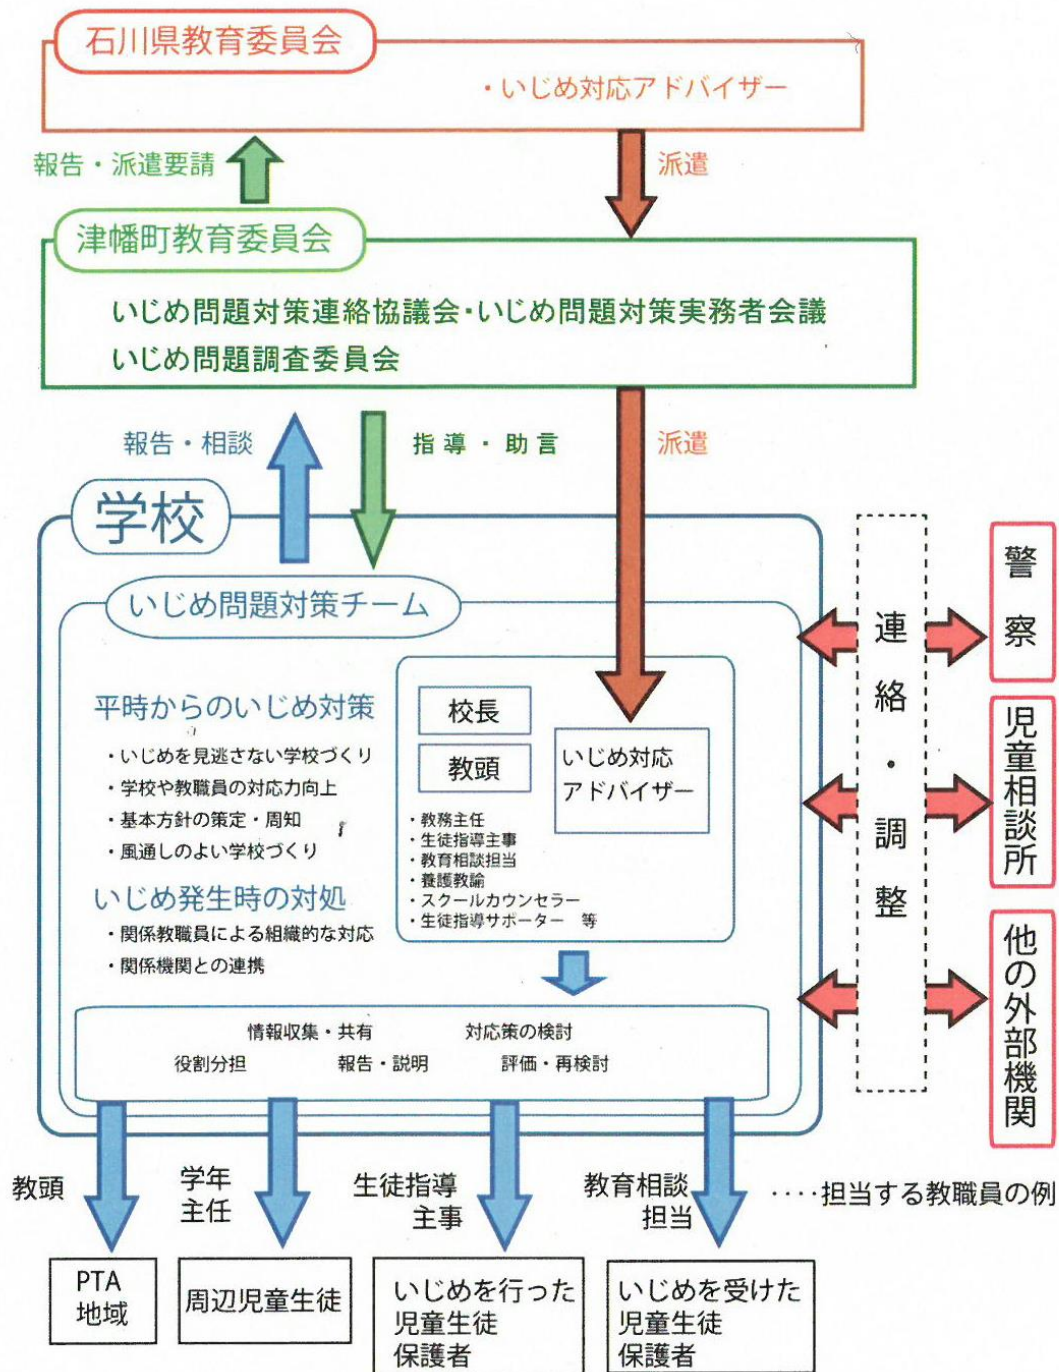 石川県教育委員会
・いじめ対応アドバイザー
報告・派遣要請
派遣
津幡町教育委員会
いじめ問題対策連絡協議会・いじめ問題対策実務者会議
いじめ問題調査委員会
報告・相談
指導・助言
派遣
学校
いじめ問題対策チーム
平時からのいじめ対策
・いじめを見逃さない学校づくり
・学校や教職員の対応力向上
・基本方針の策定・周知
・風通しのよい学校づくり
いじめ発生時の対処
・関係教職員による組織的な対応
・関係機関との連携
校長
教頭
・教務主任
・生徒指導主事
・教育相談担当
・養護教諭
・スクールカウンセラー
・生徒指導サポーター 等
いじめ対応
アドバイザー
情報収集・共有 対応策の検討
役割分担 報告・説明 評価・再検討
連絡・調整
警察
児童相談所
他の外部機関
教頭
学年
主任
生徒指導
主事
教育相談
担当
‥‥担当する教職員の例
PTA
地域
周辺児童生徒
いじめを行った
児童生徒
保護者
いじめを受けた
児童生徒
保護者